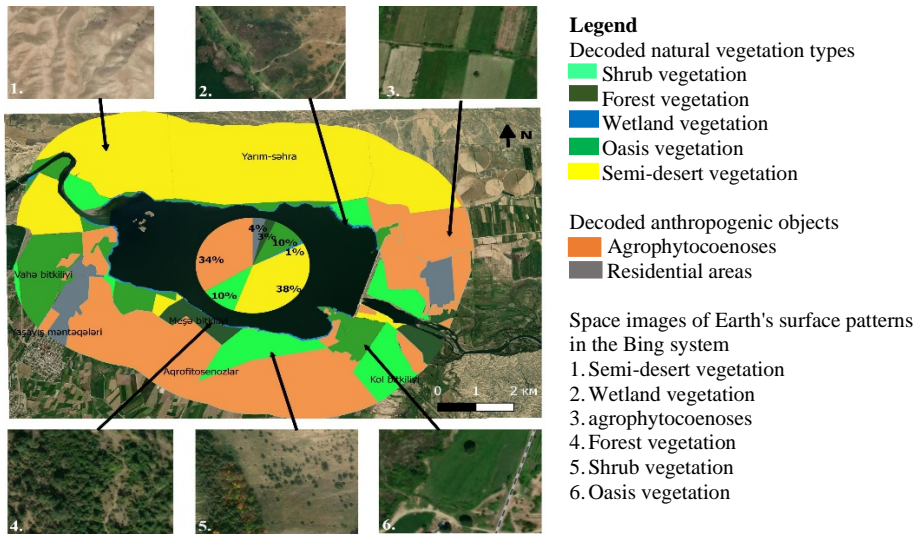 1.
2.
3.
N
Yarım-səhra
4%
3%
10%
1%
34%
38%
10%
Vahə bitkiliyi
Yaşayış məntəqələri
Meşə bitkiliyi
Aqrofitosenozlar
Kol bitkiliyi
0 1 2 км
4.
5.
6.
Legend
Decoded natural vegetation types
Shrub vegetation
Forest vegetation
Wetland vegetation
Oasis vegetation
Semi-desert vegetation
Decoded anthropogenic objects
Agrophytocoenoses
Residential areas
Space images of Earth's surface patterns
in the Bing system
1. Semi-desert vegetation
2. Wetland vegetation
3. agrophytocoenoses
4. Forest vegetation
5. Shrub vegetation
6. Oasis vegetation